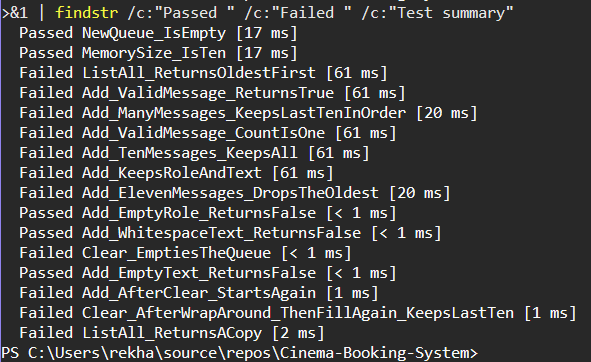 >&1 | findstr /c:"Passed " /c:"Failed " /c:"Test summary"
Passed NewQueue_IsEmpty [17 ms]
Passed MemorySize_IsTen [17 ms]
Failed ListAll_ReturnsOldestFirst [61 ms]
Failed Add_ValidMessage_ReturnsTrue [61 ms]
Failed Add_ManyMessages_KeepsLastTenInOrder [20 ms]
Failed Add_ValidMessage_CountIsOne [61 ms]
Failed Add_TenMessages_KeepsAll [61 ms]
Failed Add_KeepsRoleAndText [61 ms]
Failed Add_ElevenMessages_DropsTheOldest [20 ms]
Passed Add_EmptyRole_ReturnsFalse [< 1 ms]
Passed Add_WhitespaceText_ReturnsFalse [< 1 ms]
Failed Clear_EmptiesTheQueue [< 1 ms]
Passed Add_EmptyText_ReturnsFalse [< 1 ms]
Failed Add_AfterClear_StartsAgain [1 ms]
Failed Clear_AfterWrapAround_ThenFillAgain_KeepsLastTen [1 ms]
Failed ListAll_ReturnsACopy [2 ms]
PS C:\Users\rekha\source\repos\Cinema-Booking-System>